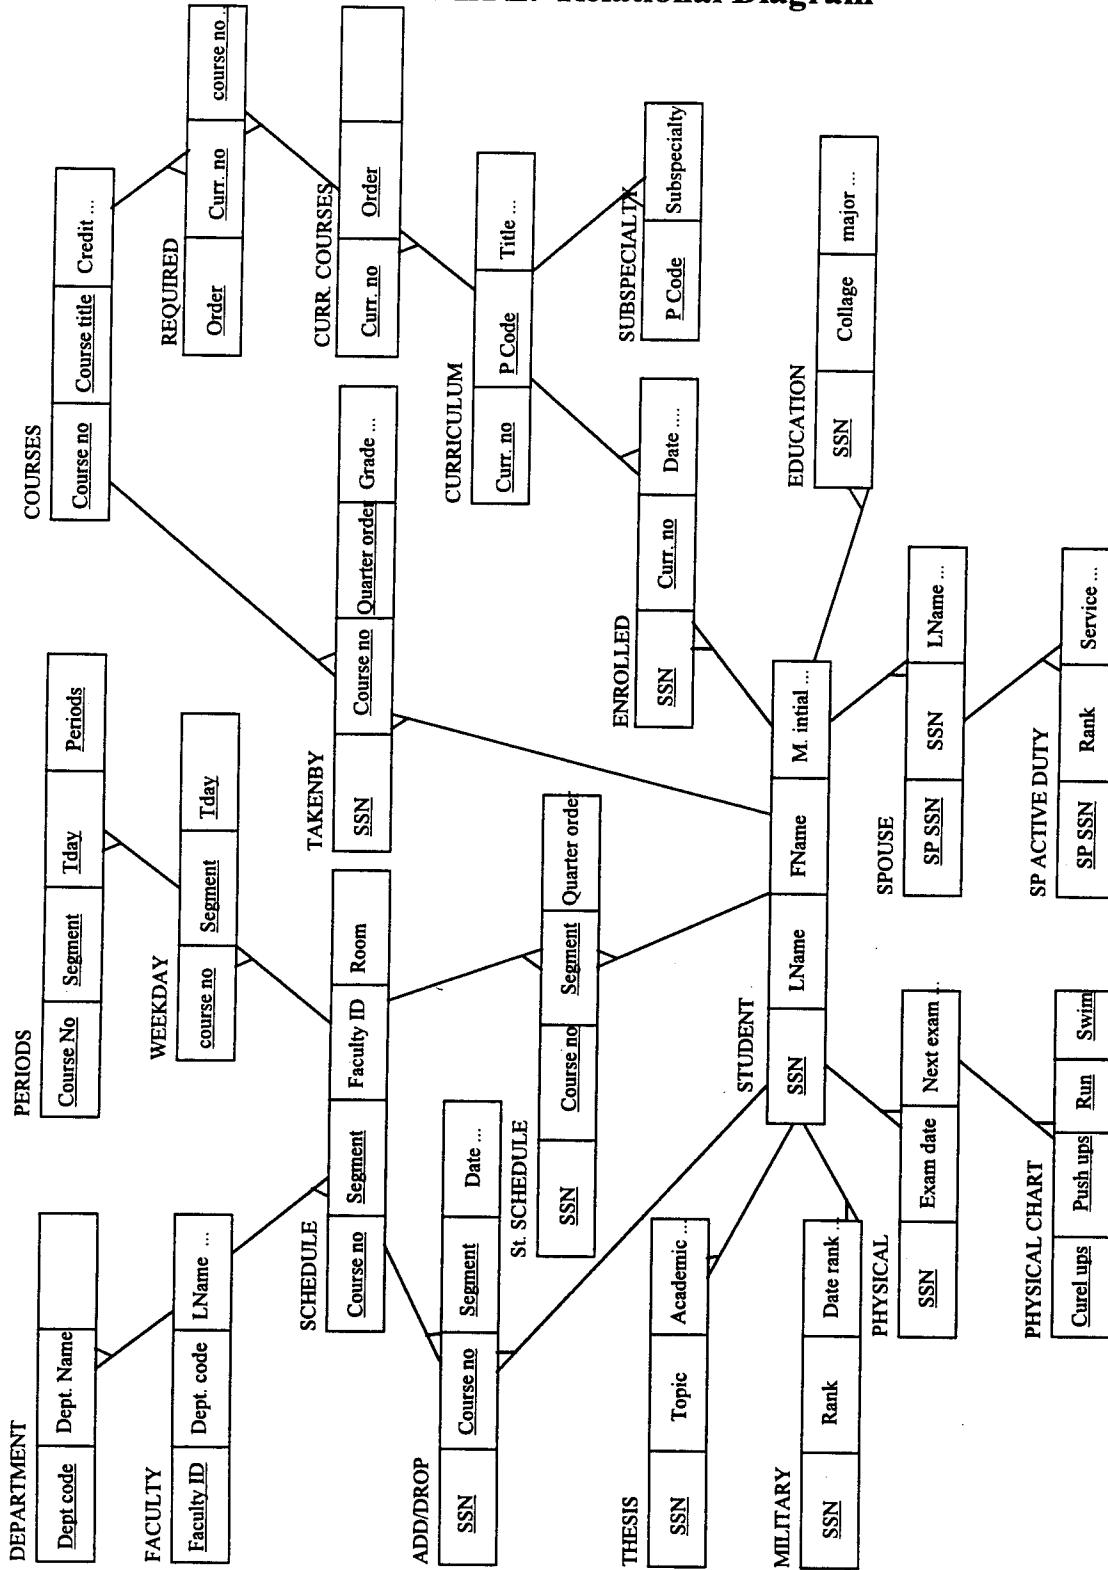 Relational Diagram
DEPARTMENT
Dept code Dept. Name
FACULTY
Faculty ID Dept. code LName ...
PERIODS
Course No Segment Tday Periods
WEEKDAY
course no Segment Tday
COURSES
Course no Course title Credit ...
REQUIRED
Order Curr. no course no ..
SCHEDULE
Course no Segment Faculty ID Room
TAKENBY
SSN Course no Quarter order Grade ...
CURR. COURSES
Curr. no Order
ADD/DROP
SSN Course no Segment Date ...
St. SCHEDULE
SSN Course no Segment Quarter order
CURRICULUM
Curr. no P Code Title ...
ENROLLED
SSN Curr. no Date ....
SUBSPECIALTY
P Code Subspecialty
THESIS
SSN Topic Academic ...
STUDENT
SSN LName FName M. intial ...
EDUCATION
SSN Collage major ...
MILITARY
SSN Rank Date rank ...
PHYSICAL
SSN Exam date Next exam ...
SPOUSE
SP SSN SSN LName ...
PHYSICAL CHART
Curel ups Push ups Run Swim
SP ACTIVE DUTY
SP SSN Rank Service ...